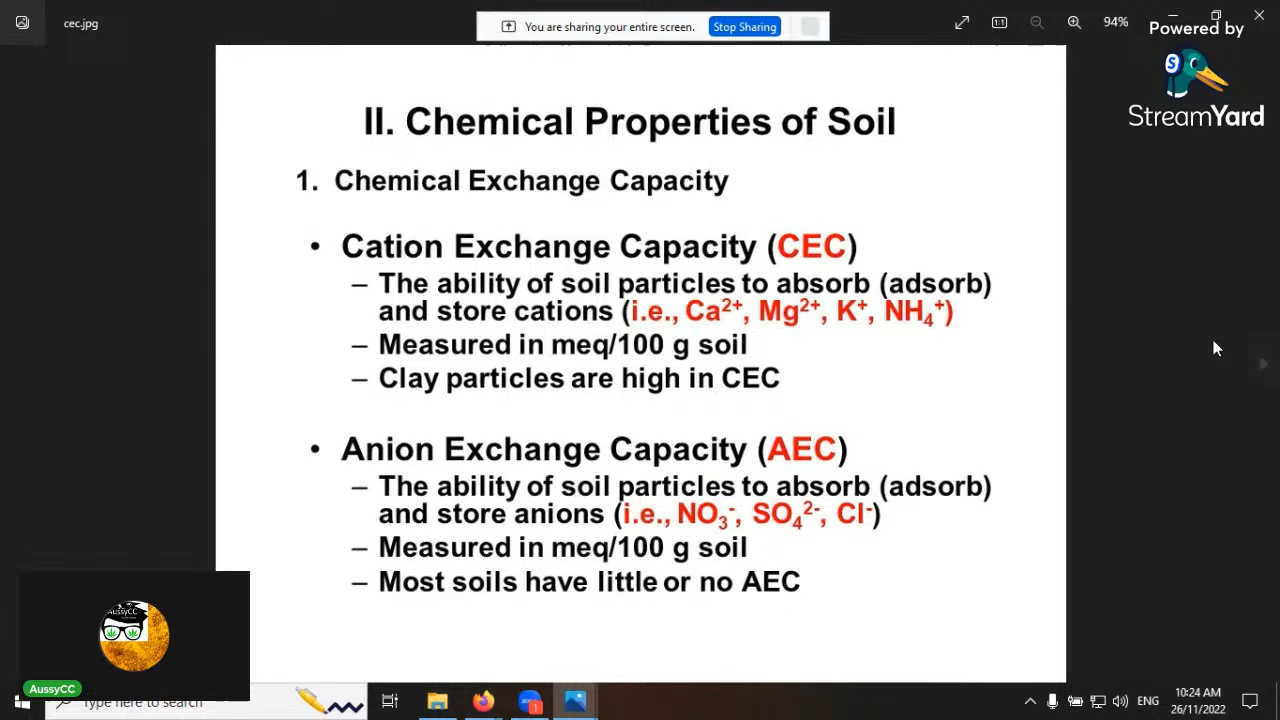 cec.jpg
You are sharing your entire screen. Stop Sharing
94%
Powered by
StreamYard
II. Chemical Properties of Soil
1. Chemical Exchange Capacity
• Cation Exchange Capacity (CEC)
– The ability of soil particles to absorb (adsorb)
and store cations (i.e., Ca²⁺, Mg²⁺, K⁺, NH₄⁺)
– Measured in meq/100 g soil
– Clay particles are high in CEC
• Anion Exchange Capacity (AEC)
– The ability of soil particles to absorb (adsorb)
and store anions (i.e., NO₃⁻, SO₄²⁻, Cl⁻)
– Measured in meq/100 g soil
– Most soils have little or no AEC
AussyCC
AussyCC
Type here to search
ENG
10:24 AM
26/11/2022